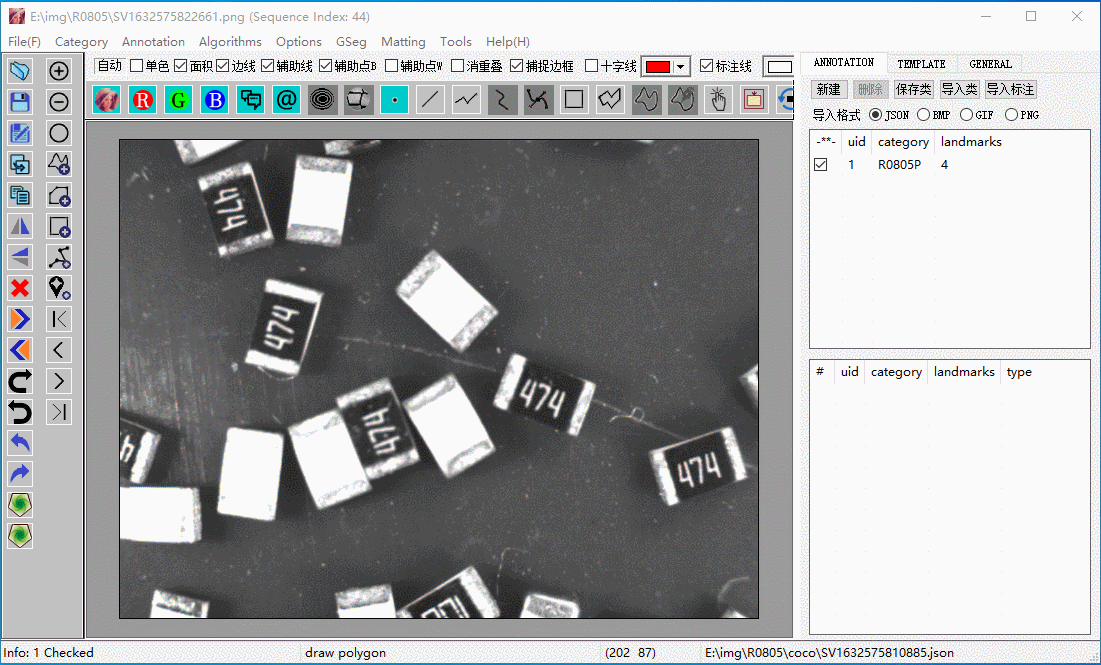 E:\img\R0805\SV1632575822661.png (Sequence Index: 44)
File(F) Category Annotation Algorithms Options GSeg Matting Tools Help(H)
自动 单色 面积 边线 辅助线 辅助点B 辅助点W 消重叠 捕捉边框 十字线 标注线
R G B @
ANNOTATION TEMPLATE GENERAL
新建 删除 保存类 导入类 导入标注
导入格式 JSON BMP GIF PNG
-**- uid category landmarks
1 R0805P 4
# uid category landmarks type
474
474
474
474
474
Info: 1 Checked draw polygon (202 87) E:\img\R0805\coco\SV1632575810885.json